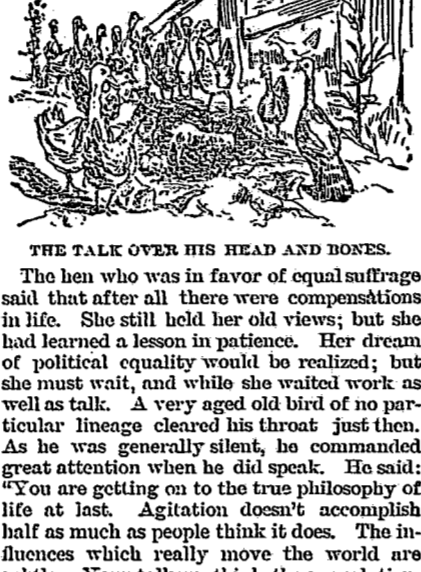 THE TALK OVER HIS HEAD AND BONES.
The hen who was in favor of equal suffrage
said that after all there were compensations
in life. She still held her old views; but she
had learned a lesson in patience. Her dream
of political equality would be realized; but
she must wait, and while she waited work as
well as talk. A very aged old bird of no par-
ticular lineage cleared his throat just then.
As he was generally silent, he commanded
great attention when he did speak. He said:
"You are getting on to the true philosophy of
life at last. Agitation doesn't accomplish
half as much as people think it does. The in-
fluences which really move the world are